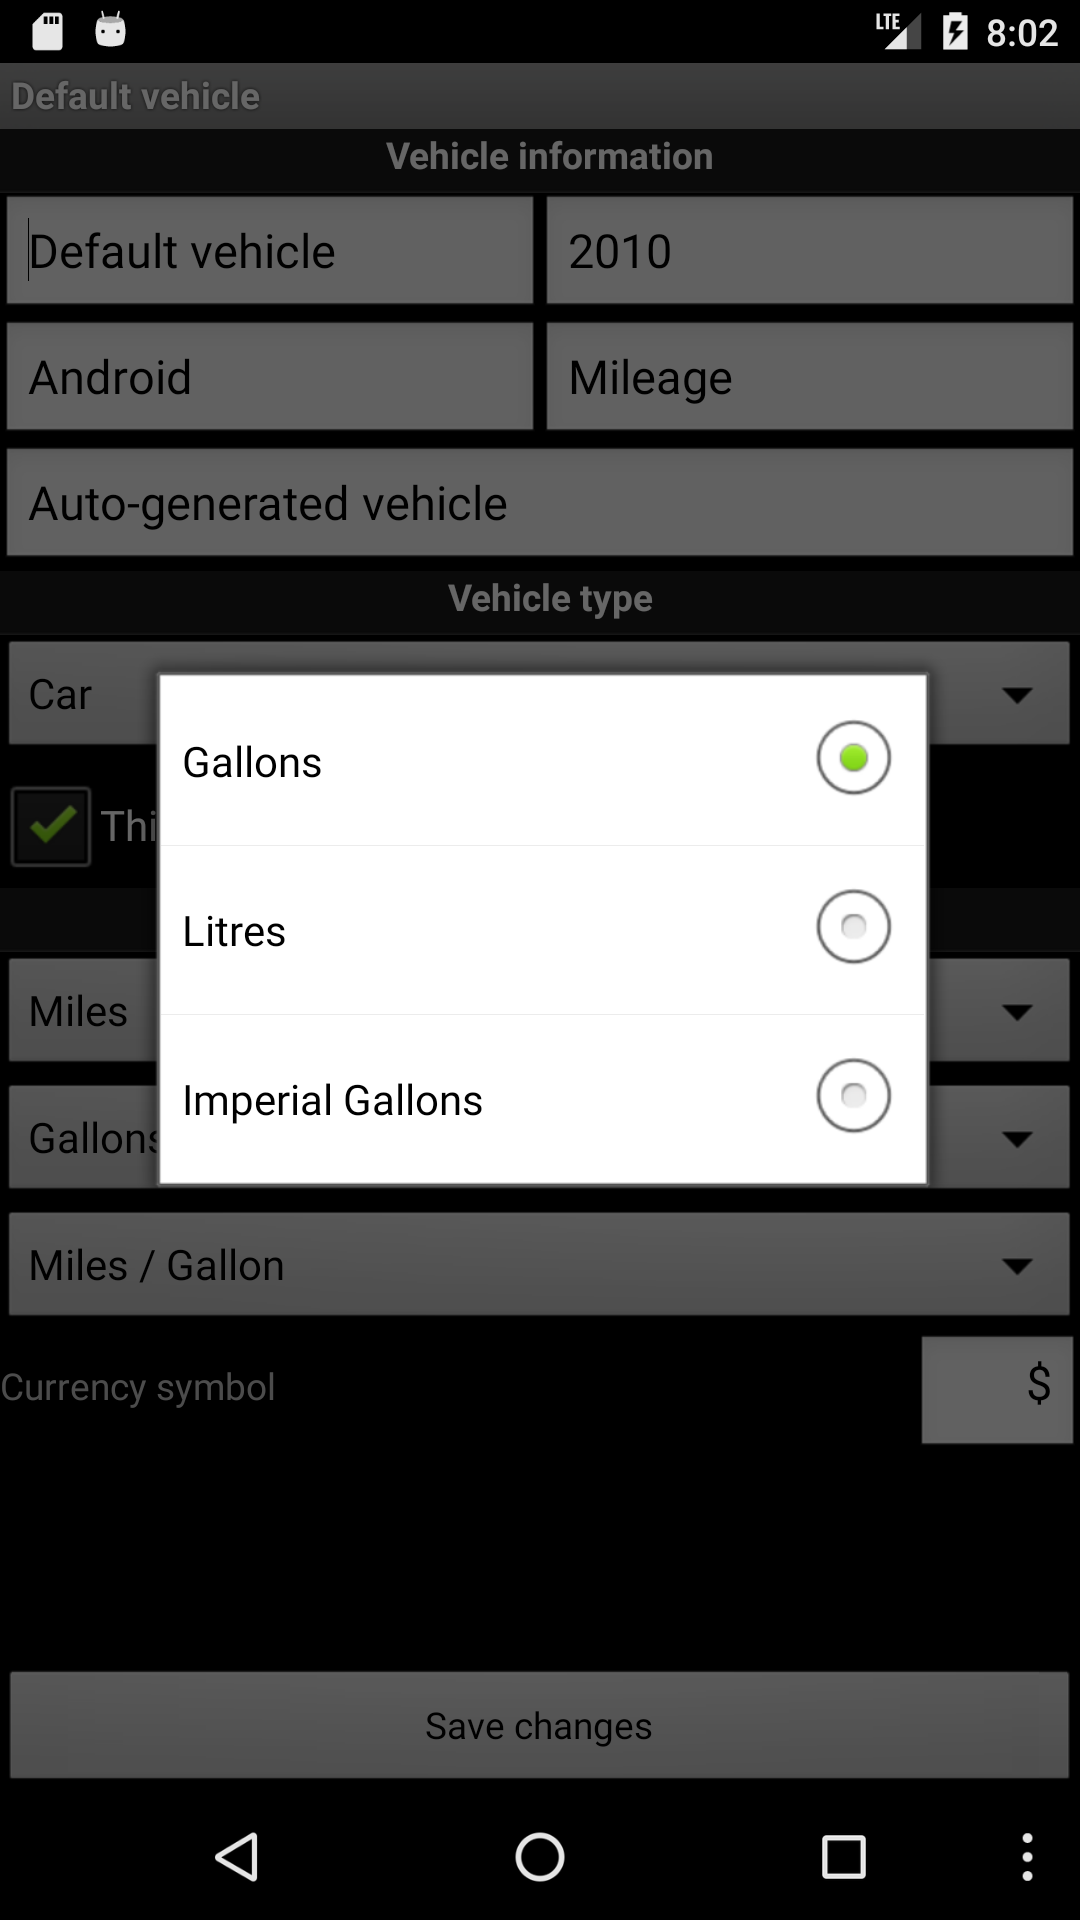 LTE 8:02
Default vehicle
Vehicle information
Default vehicle 2010
Android Mileage
Auto-generated vehicle
Vehicle type
Car
Gallons
Thi
Litres
Miles
Imperial Gallons
Gallons
Miles / Gallon
Currency symbol $
Save changes